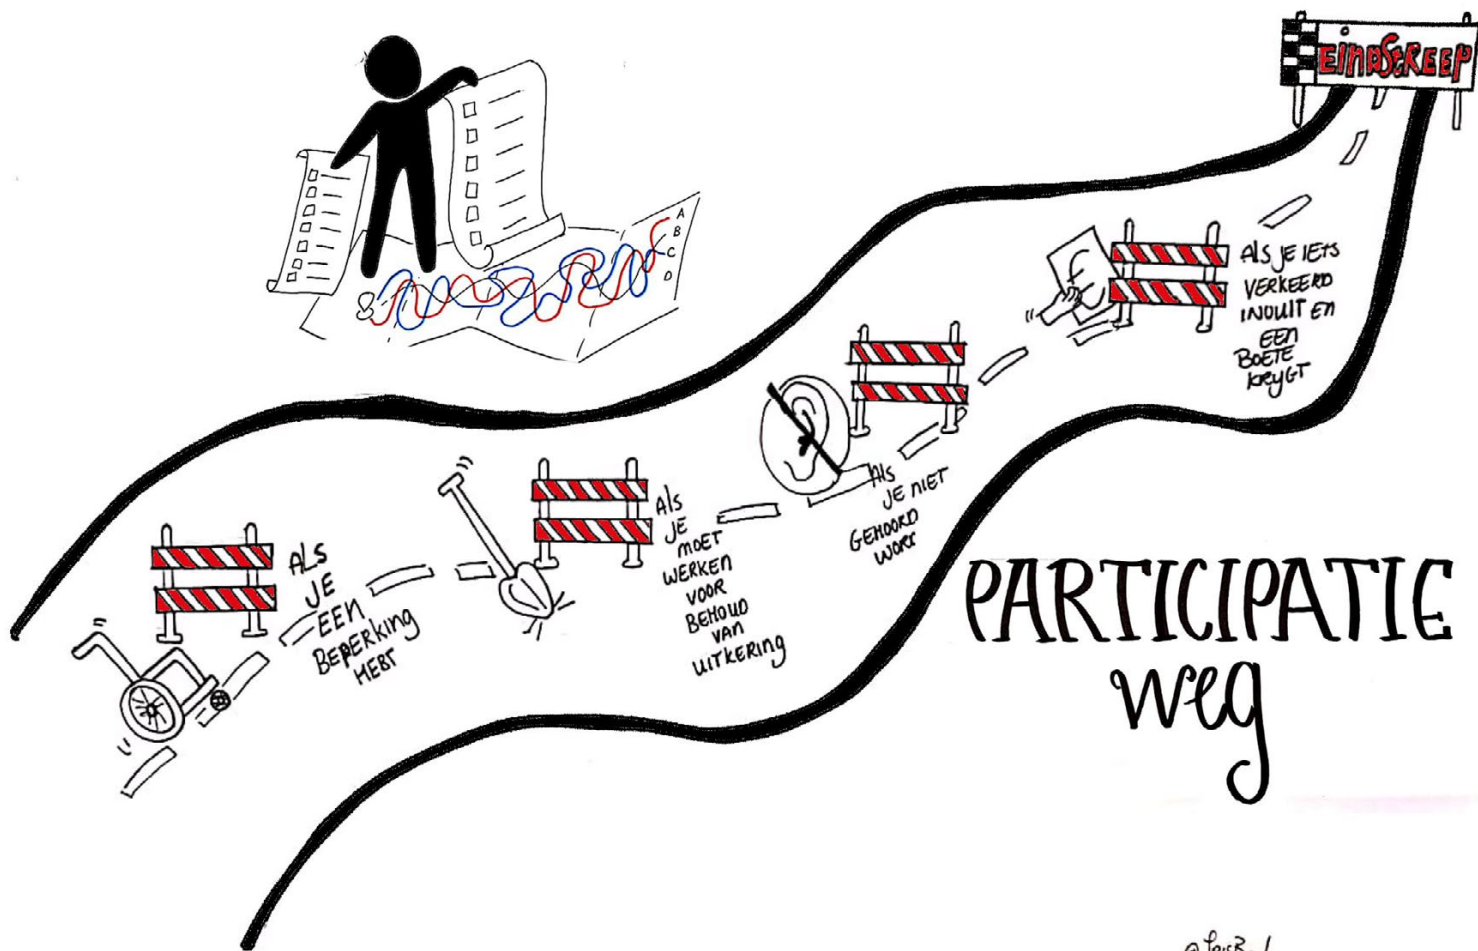 EINDSTREEP
A
B
C
D
ALS JE IETS
VERKEERD
INVULT EN
EEN
BOETE
KRIJGT
ALS
JE NIET
GEHOORD
WORT
ALS
JE
MOET
WERKEN
VOOR
BEHOUD
VAN
UITKERING
ALS
JE
EEN
BEPERKING
HEBT
PARTICIPATIE
weg